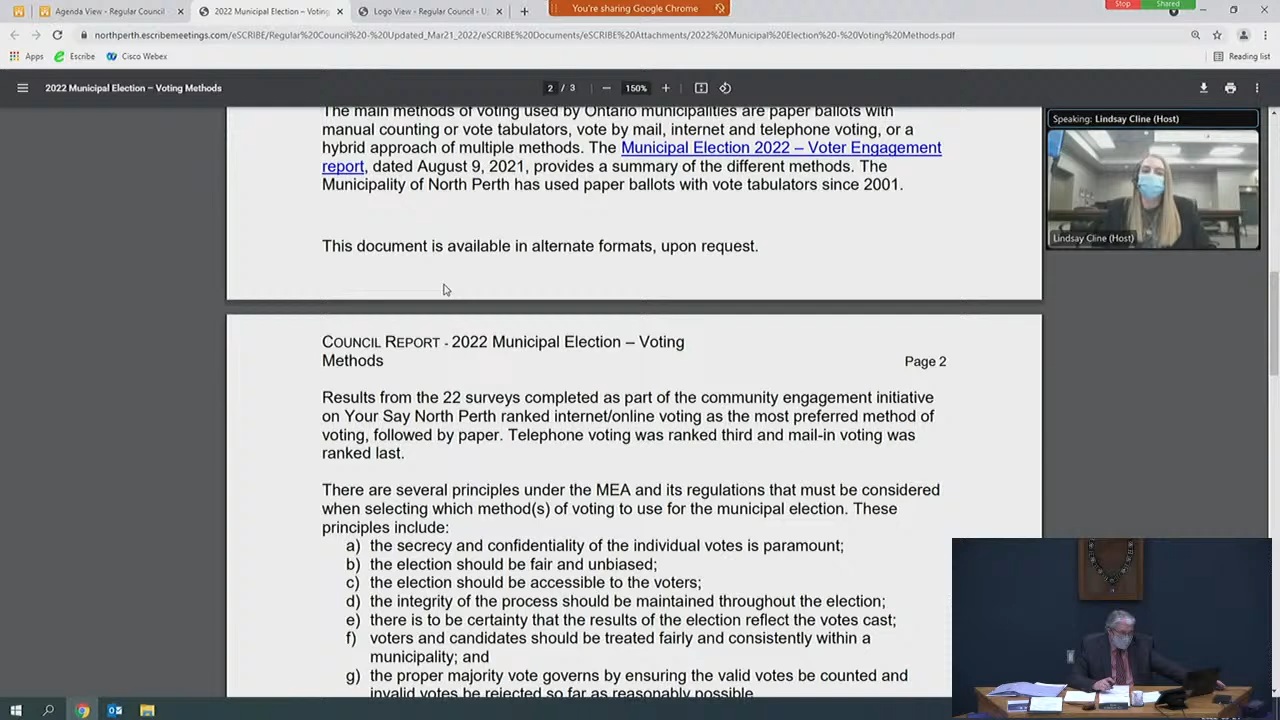 Agenda View - Regular Council
2022 Municipal Election – Voting
Logo View - Regular Council - U
You're sharing Google Chrome
Stop
Shared
northperth.escribemeetings.com/eSCRIBE/Regular%20Council%20-%20Updated_Mar21_2022/eSCRIBE%20Documents/eSCRIBE%20Attachments/2022%20Municipal%20Election%20-%20Voting%20Methods.pdf
Apps
Escribe
Cisco Webex
Reading list
2022 Municipal Election – Voting Methods
2 / 3
150%
The main methods of voting used by Ontario municipalities are paper ballots with
manual counting or vote tabulators, vote by mail, internet and telephone voting, or a
hybrid approach of multiple methods. The Municipal Election 2022 – Voter Engagement
report, dated August 9, 2021, provides a summary of the different methods. The
Municipality of North Perth has used paper ballots with vote tabulators since 2001.
This document is available in alternate formats, upon request.
Speaking: Lindsay Cline (Host)
Lindsay Cline (Host)
COUNCIL REPORT - 2022 Municipal Election – Voting
Methods
Page 2
Results from the 22 surveys completed as part of the community engagement initiative
on Your Say North Perth ranked internet/online voting as the most preferred method of
voting, followed by paper. Telephone voting was ranked third and mail-in voting was
ranked last.
There are several principles under the MEA and its regulations that must be considered
when selecting which method(s) of voting to use for the municipal election. These
principles include:
a) the secrecy and confidentiality of the individual votes is paramount;
b) the election should be fair and unbiased;
c) the election should be accessible to the voters;
d) the integrity of the process should be maintained throughout the election;
e) there is to be certainty that the results of the election reflect the votes cast;
f) voters and candidates should be treated fairly and consistently within a
municipality; and
g) the proper majority vote governs by ensuring the valid votes be counted and
invalid votes be rejected so far as reasonably possible